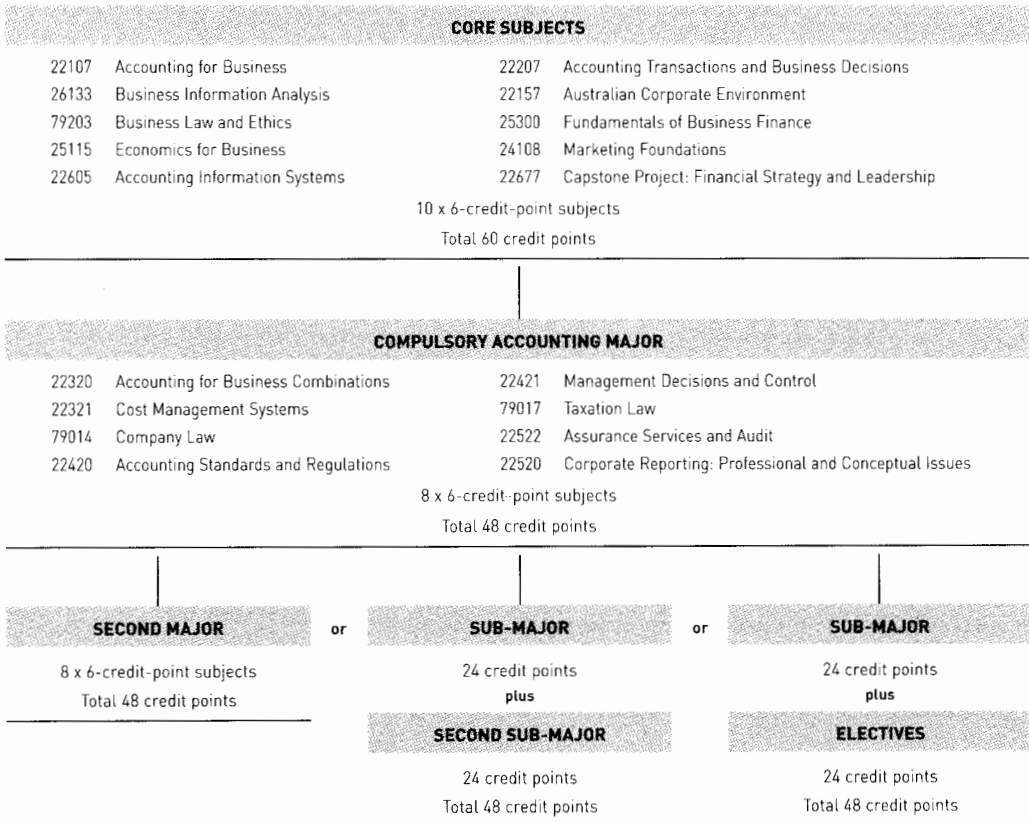 CORE SUBJECTS
22107 Accounting for Business
26133 Business Information Analysis
79203 Business Law and Ethics
25115 Economics for Business
22605 Accounting Information Systems
22207 Accounting Transactions and Business Decisions
22157 Australian Corporate Environment
25300 Fundamentals of Business Finance
24108 Marketing Foundations
22677 Capstone Project: Financial Strategy and Leadership
10 x 6-credit-point subjects
Total 60 credit points
COMPULSORY ACCOUNTING MAJOR
22320 Accounting for Business Combinations
22321 Cost Management Systems
79014 Company Law
22420 Accounting Standards and Regulations
22421 Management Decisions and Control
79017 Taxation Law
22522 Assurance Services and Audit
22520 Corporate Reporting: Professional and Conceptual Issues
8 x 6-credit-point subjects
Total 48 credit points
SECOND MAJOR
8 x 6-credit-point subjects
Total 48 credit points
or
SUB-MAJOR
24 credit points
plus
SECOND SUB-MAJOR
24 credit points
Total 48 credit points
or
SUB-MAJOR
24 credit points
plus
ELECTIVES
24 credit points
Total 48 credit points